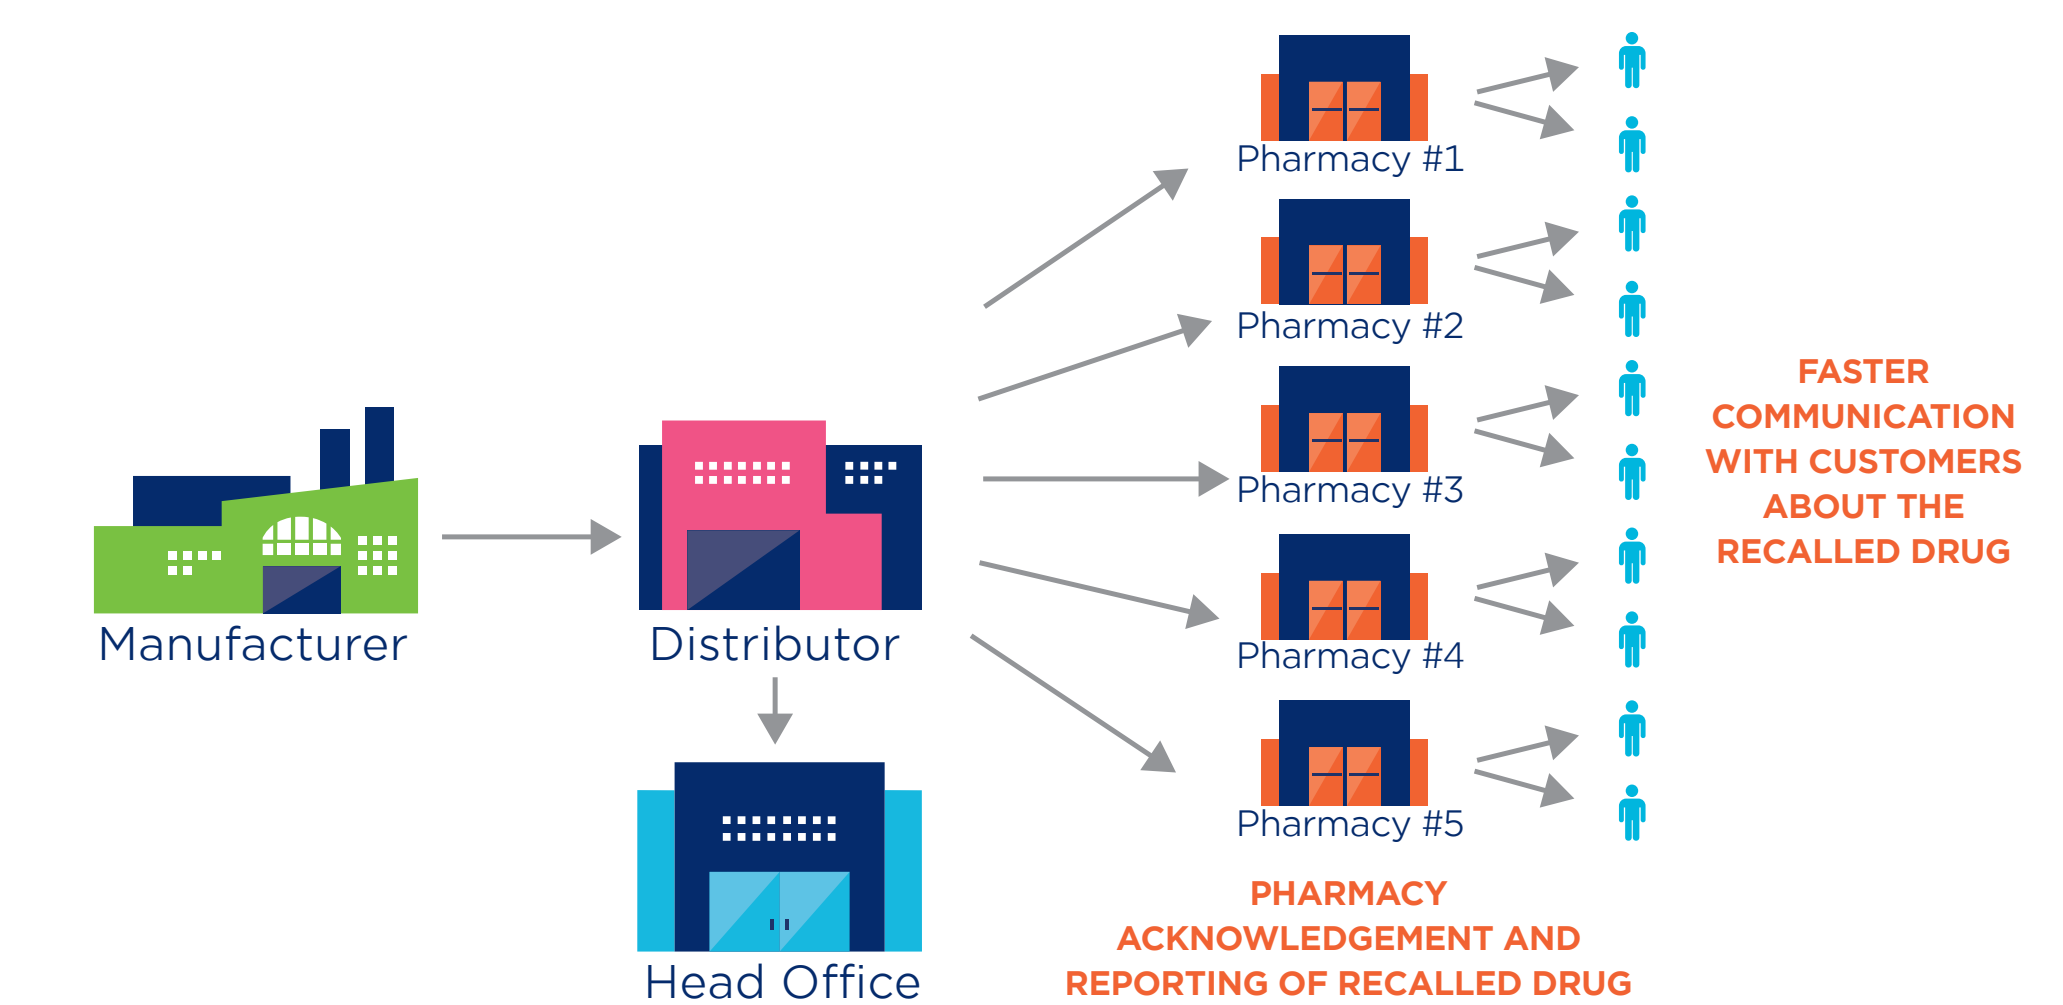 Pharmacy #1
Pharmacy #2
Pharmacy #3
Pharmacy #4
Pharmacy #5
Manufacturer
Distributor
Head Office
FASTER
COMMUNICATION
WITH CUSTOMERS
ABOUT THE
RECALLED DRUG
PHARMACY
ACKNOWLEDGEMENT AND
REPORTING OF RECALLED DRUG